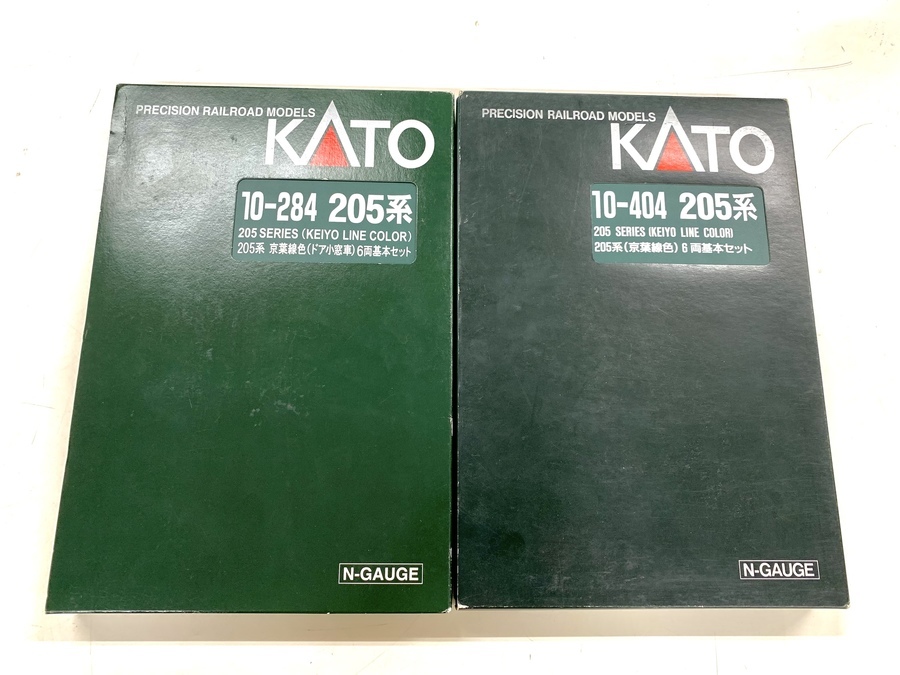 PRECISION RAILROAD MODELS
KATO
10-284 205系
205 SERIES (KEIYO LINE COLOR)
205系 京葉線色(ドア小窓車)6両基本セット
N-GAUGE
PRECISION RAILROAD MODELS
KATO
10-404 205系
205 SERIES (KEIYO LINE COLOR)
205系(京葉線色)6両基本セット
N-GAUGE